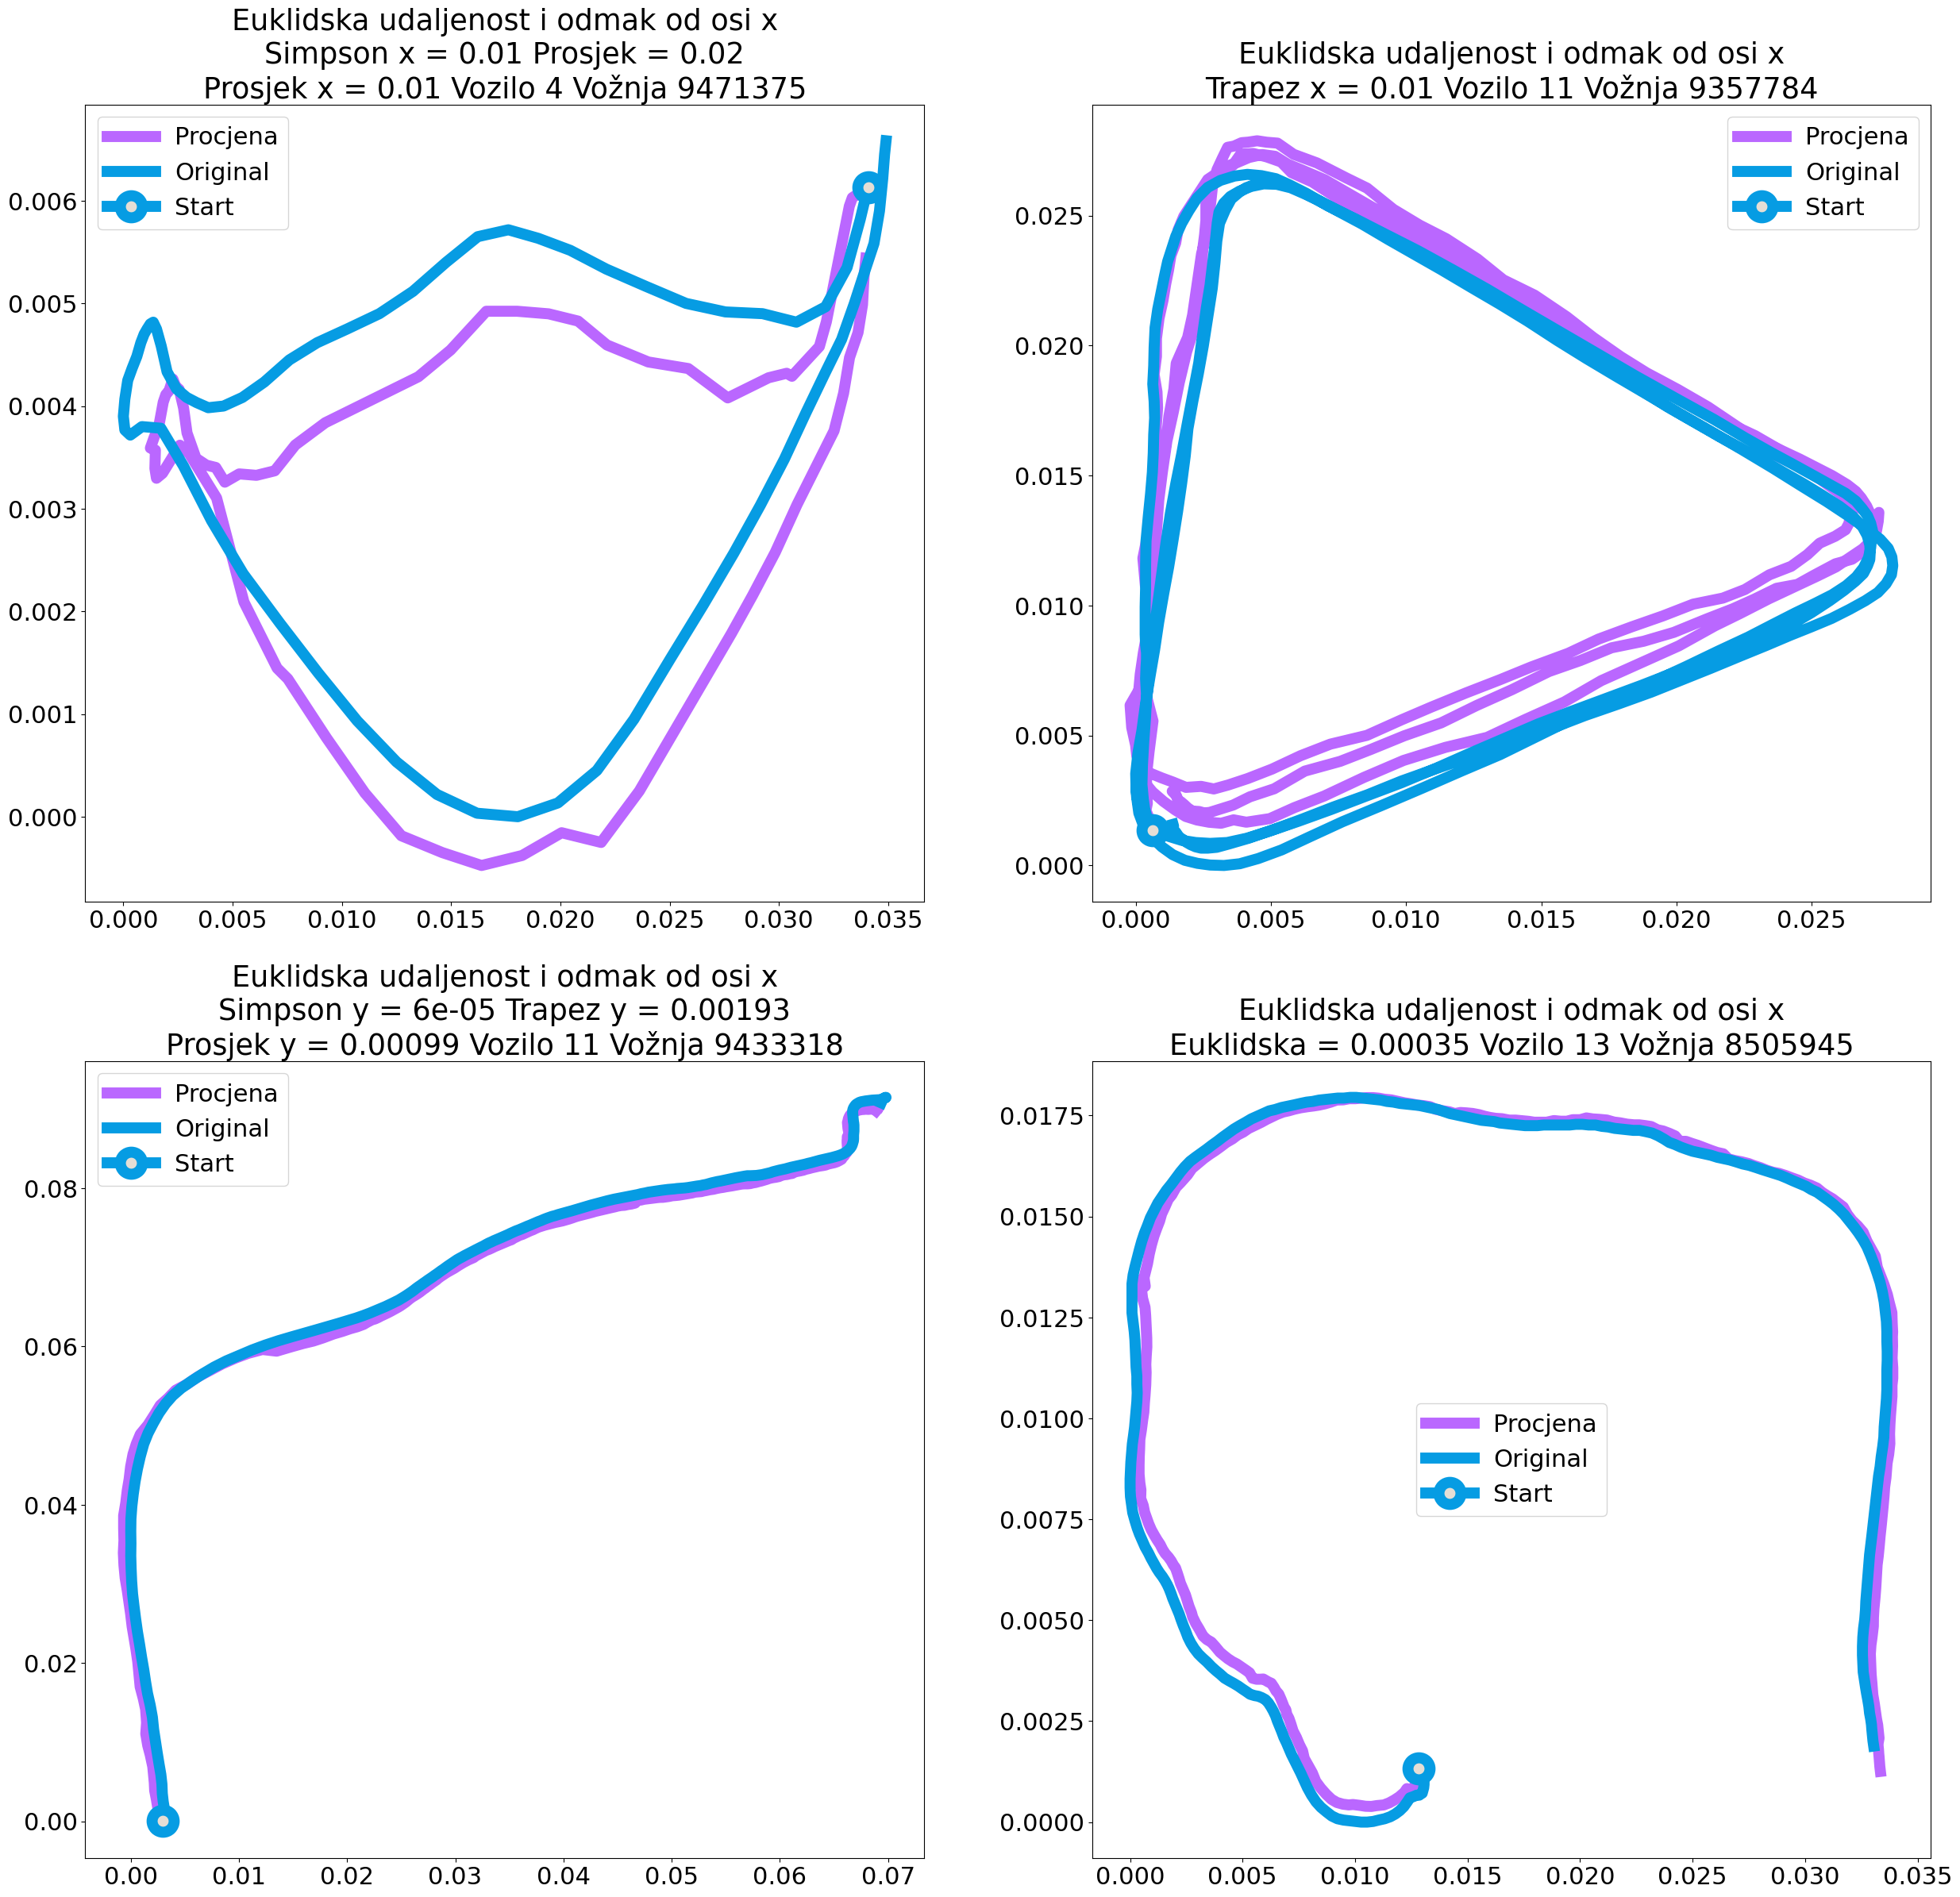 Euklidska udaljenost i odmak od osi x
Simpson x = 0.01 Prosjek = 0.02
Prosjek x = 0.01 Vozilo 4 Vožnja 9471375
Procjena
Original
Start
0.006
0.005
0.004
0.003
0.002
0.001
0.000
0.000 0.005 0.010 0.015 0.020 0.025 0.030 0.035
Euklidska udaljenost i odmak od osi x
Trapez x = 0.01 Vozilo 11 Vožnja 9357784
Procjena
Original
Start
0.025
0.020
0.015
0.010
0.005
0.000
0.000 0.005 0.010 0.015 0.020 0.025
Euklidska udaljenost i odmak od osi x
Simpson y = 6e-05 Trapez y = 0.00193
Prosjek y = 0.00099 Vozilo 11 Vožnja 9433318
Procjena
Original
Start
0.08
0.06
0.04
0.02
0.00
0.00 0.01 0.02 0.03 0.04 0.05 0.06 0.07
Euklidska udaljenost i odmak od osi x
Euklidska = 0.00035 Vozilo 13 Vožnja 8505945
0.0175
0.0150
0.0125
0.0100
0.0075
0.0050
0.0025
0.0000
Procjena
Original
Start
0.000 0.005 0.010 0.015 0.020 0.025 0.030 0.035